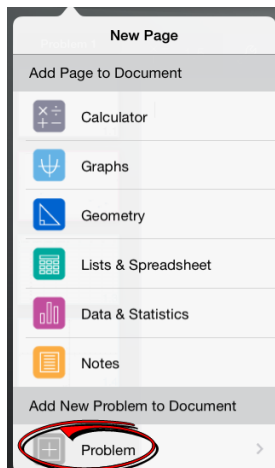 New Page
Add Page to Document
Calculator
Graphs
Geometry
Lists & Spreadsheet
Data & Statistics
Notes
Add New Problem to Document
Problem